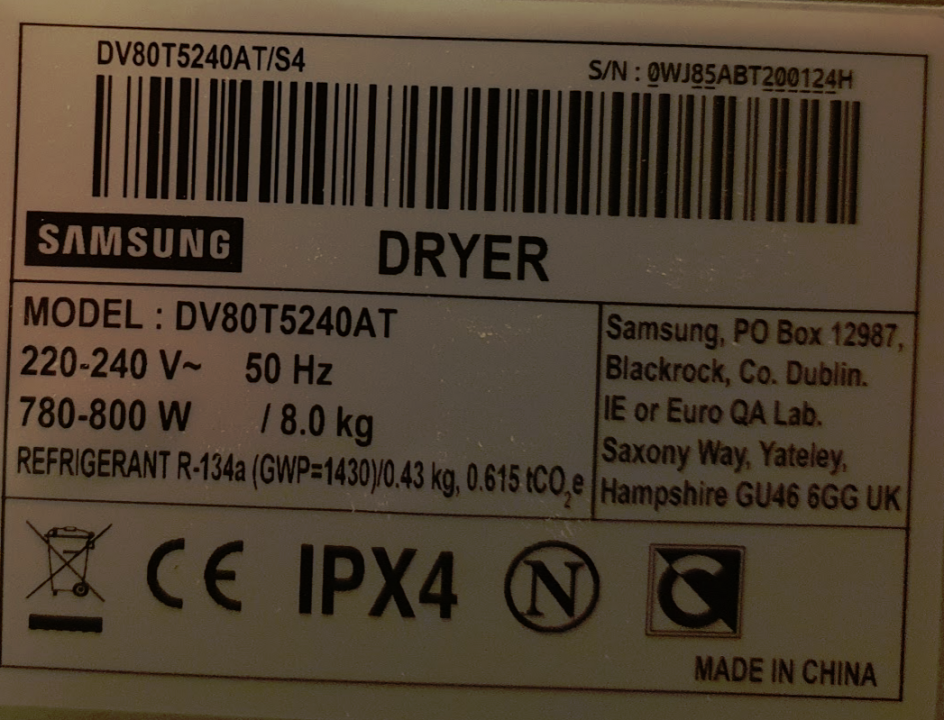 DV80T5240AT/S4
S/N : 0WJ85ABT200124H
SAMSUNG
DRYER
MODEL : DV80T5240AT
220-240 V~ 50 Hz
780-800 W / 8.0 kg
REFRIGERANT R-134a (GWP=1430)/0.43 kg, 0.615 tCO₂e
Samsung, PO Box 12987,
Blackrock, Co. Dublin.
IE or Euro QA Lab.
Saxony Way, Yateley,
Hampshire GU46 6GG UK
CE IPX4 N
MADE IN CHINA